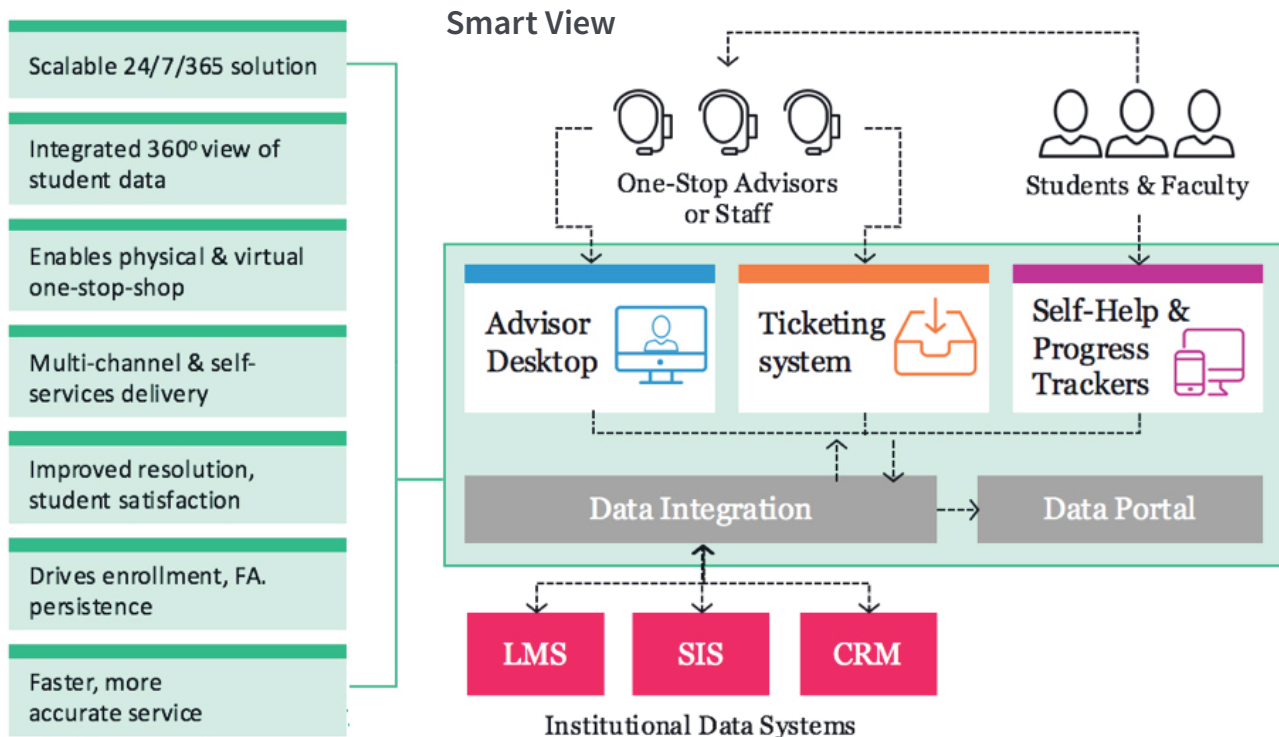 Smart View
Scalable 24/7/365 solution
Integrated 360º view of
student data
Enables physical & virtual
one-stop-shop
Multi-channel & self-
services delivery
Improved resolution,
student satisfaction
Drives enrollment, FA.
persistence
Faster, more
accurate service
One-Stop Advisors
or Staff
Students & Faculty
Advisor
Desktop
Ticketing
system
Self-Help &
Progress
Trackers
Data Integration
Data Portal
LMS
SIS
CRM
Institutional Data Systems